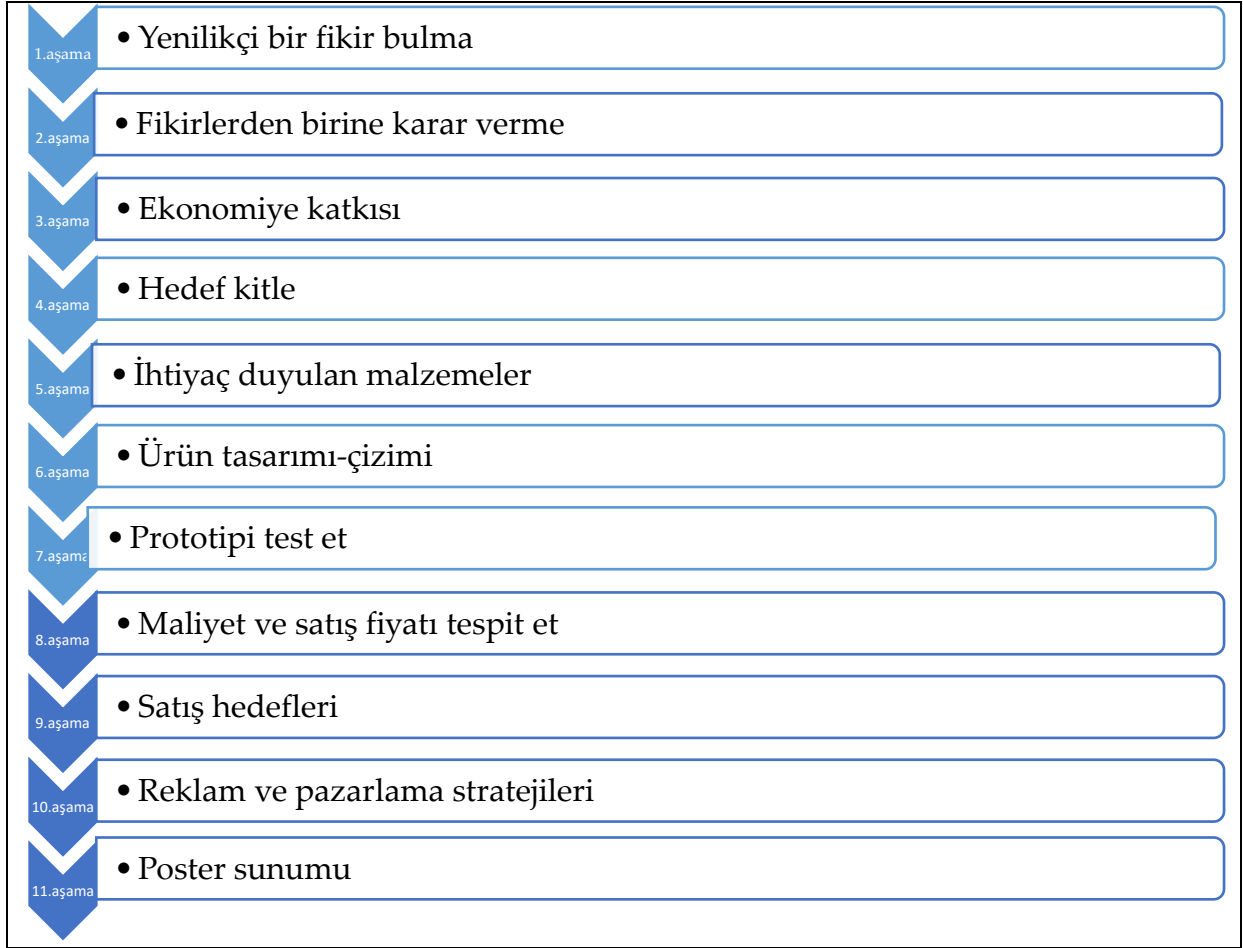 1.aşama
• Yenilikçi bir fikir bulma
2.aşama
• Fikirlerden birine karar verme
3.aşama
• Ekonomiye katkısı
4.aşama
• Hedef kitle
5.aşama
• İhtiyaç duyulan malzemeler
6.aşama
• Ürün tasarımı-çizimi
7.aşama
• Prototipi test et
8.aşama
• Maliyet ve satış fiyatı tespit et
9.aşama
• Satış hedefleri
10.aşama
• Reklam ve pazarlama stratejileri
11.aşama
• Poster sunumu